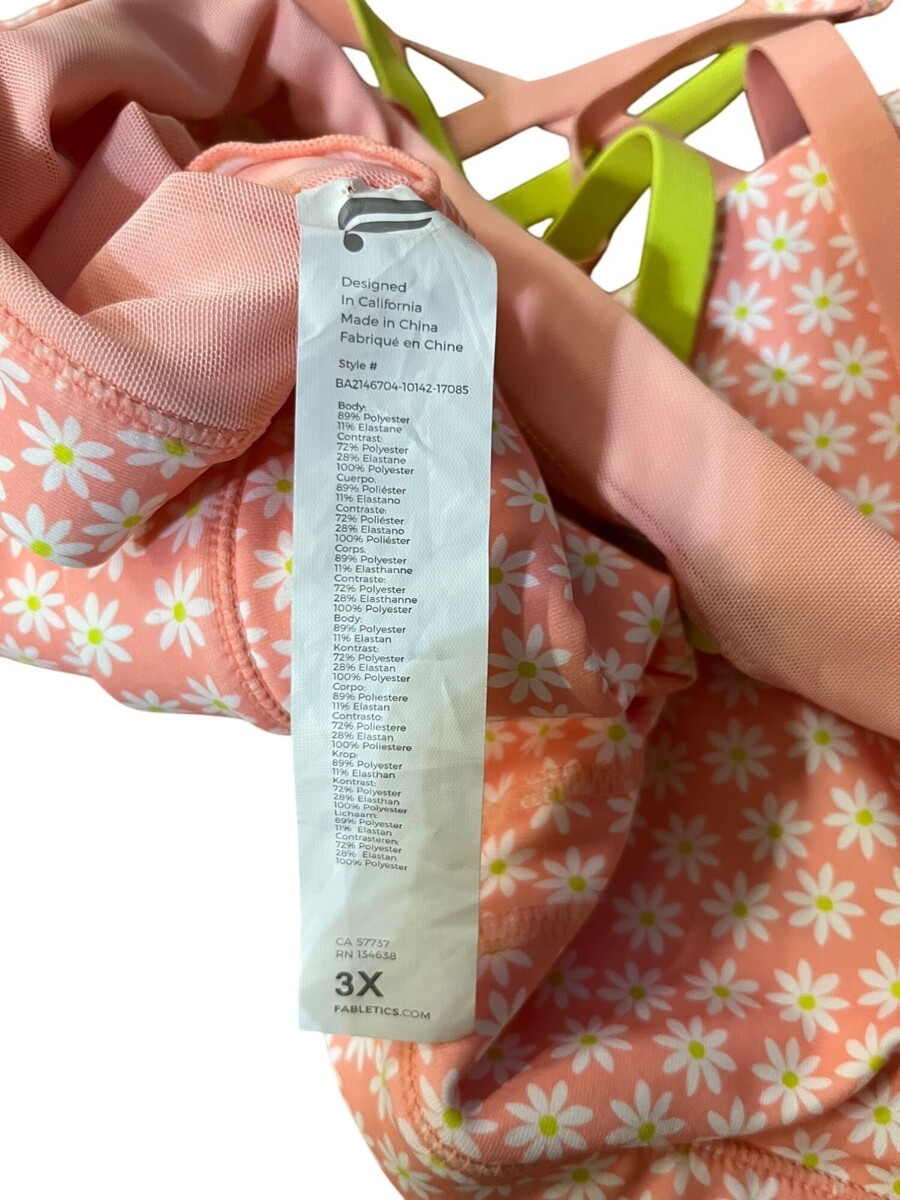 Designed
In California
Made in China
Fabriqué en Chine
Style #
BA2146704-10142-17085
Body:
89% Polyester
11% Elastane
Contrast:
72% Polyester
28% Elastane
100% Polyester
Cuerpo,
89% Poliéster
11% Elastano
Contraste:
72% Poliéster
28% Elastano
100% Poliéster
Corps:
89% Polyester
11% Elasthanne
Contraste:
72% Polyester
28% Elasthanne
100% Polyester
Body:
89% Polyester
11% Elastan
Kontrast:
72% Polyester
28% Elastan
100% Polyester
Corpo:
89% Poliestere
11% Elastan
Contrasto:
72% Poliestere
28% Elastan
100% Poliestere
Krop:
89% Polyester
11% Elasthan
Kontrast:
72% Polyester
28% Elasthan
100% Polyester
Lichaam:
89% Polyester
11% Elastan
Contrasteren:
72% Polyester
28% Elastan
100% Polyester
CA 57737
RN 134638
3X
FABLETICS.COM